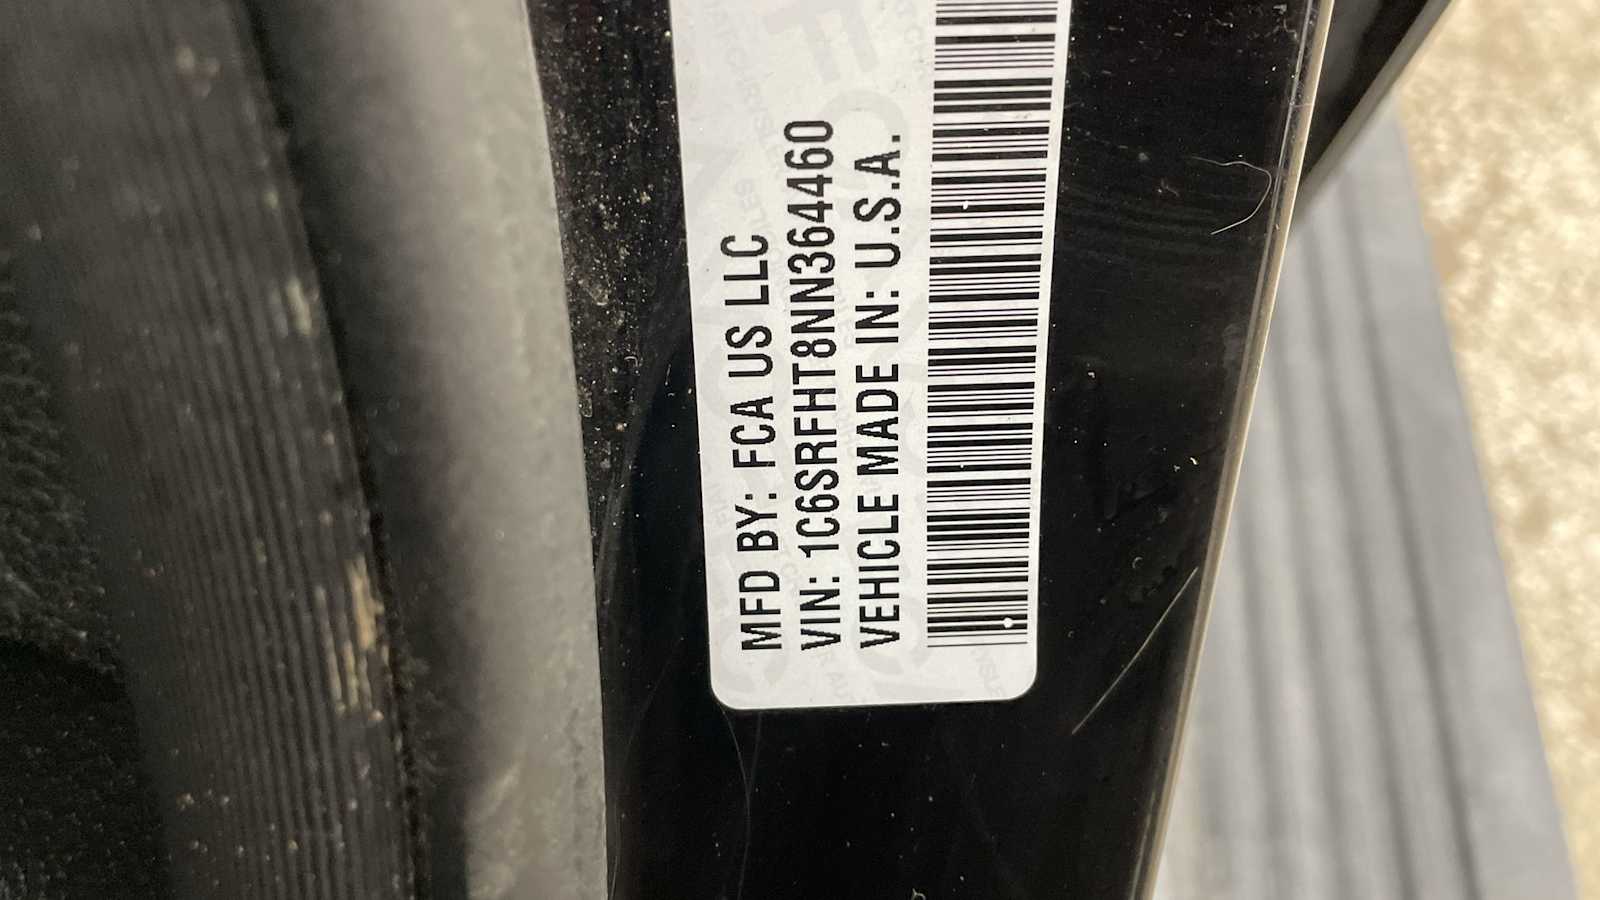 MFD BY: FCA US LLC
VIN: 1C6SRFHT8NN364460
VEHICLE MADE IN: U.S.A.